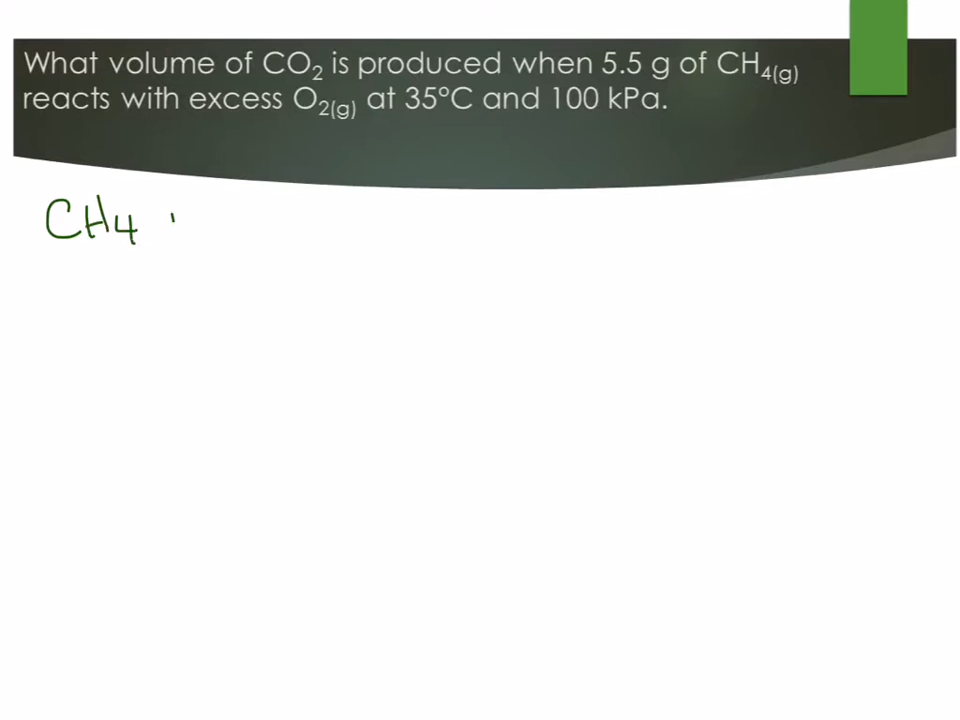 What volume of CO₂ is produced when 5.5 g of CH₄₍g₎
reacts with excess O₂₍g₎ at 35°C and 100 kPa.
CH₄